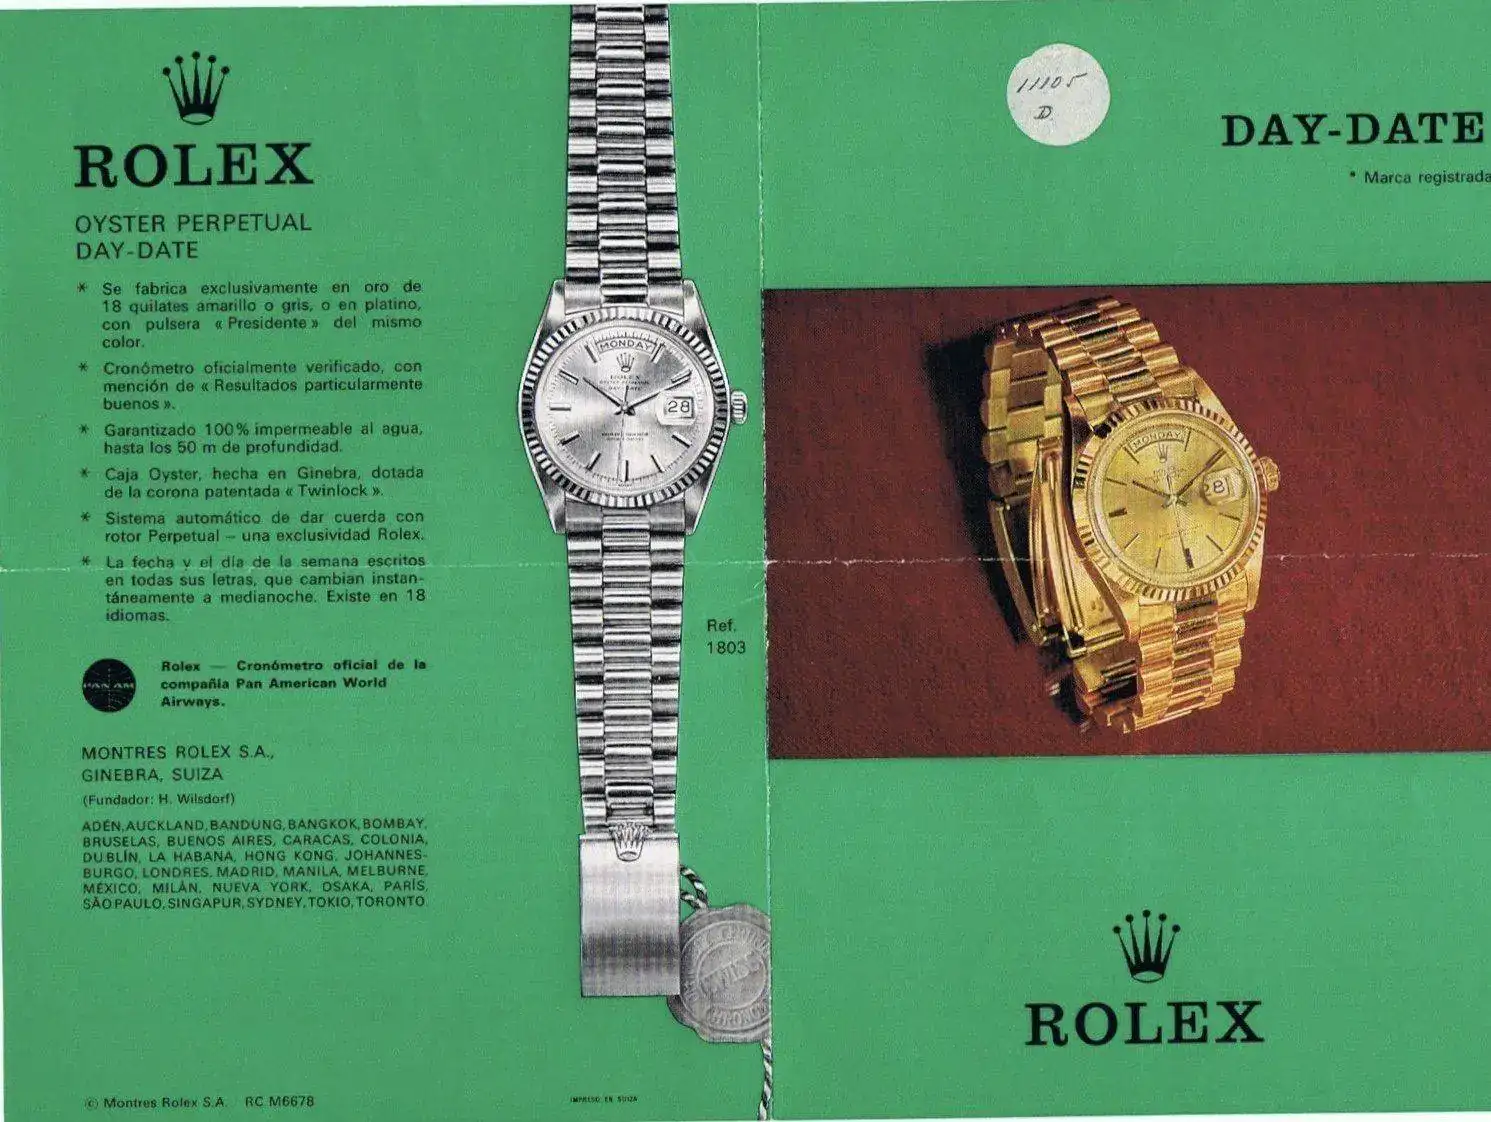 ROLEX
OYSTER PERPETUAL
DAY-DATE
* Se fabrica exclusivamente en oro de
18 quilates amarillo o gris, o en platino,
con pulsera « Presidente » del mismo
color.
* Cronómetro oficialmente verificado, con
mención de « Resultados particularmente
buenos ».
* Garantizado 100% impermeable al agua,
hasta los 50 m de profundidad.
* Caja Oyster, hecha en Ginebra, dotada
de la corona patentada « Twinlock ».
* Sistema automático de dar cuerda con
rotor Perpetual – una exclusividad Rolex.
* La fecha y el día de la semana escritos
en todas sus letras, que cambian instan-
táneamente a medianoche. Existe en 18
idiomas.
PAN AM
Rolex — Cronómetro oficial de la
compañía Pan American World
Airways.
MONTRES ROLEX S.A.,
GINEBRA, SUIZA
(Fundador: H. Wilsdorf)
ADÉN, AUCKLAND, BANDUNG, BANGKOK, BOMBAY,
BRUSELAS, BUENOS AIRES, CARACAS, COLONIA,
DUBLÍN, LA HABANA, HONG KONG, JOHANNES-
BURGO, LONDRES, MADRID, MANILA, MELBURNE,
MÉXICO, MILÁN, NUEVA YORK, OSAKA, PARÍS,
SÃO PAULO, SINGAPUR, SYDNEY, TOKIO, TORONTO.
© Montres Rolex S.A. RC M6678
MONDAY
ROLEX
OYSTER PERPETUAL
DAY-DATE
28
Ref.
1803
SWISS
IMPRESO EN SUIZA
11105
D
DAY-DATE
* Marca registrada
MONDAY
ROLEX
28
ROLEX